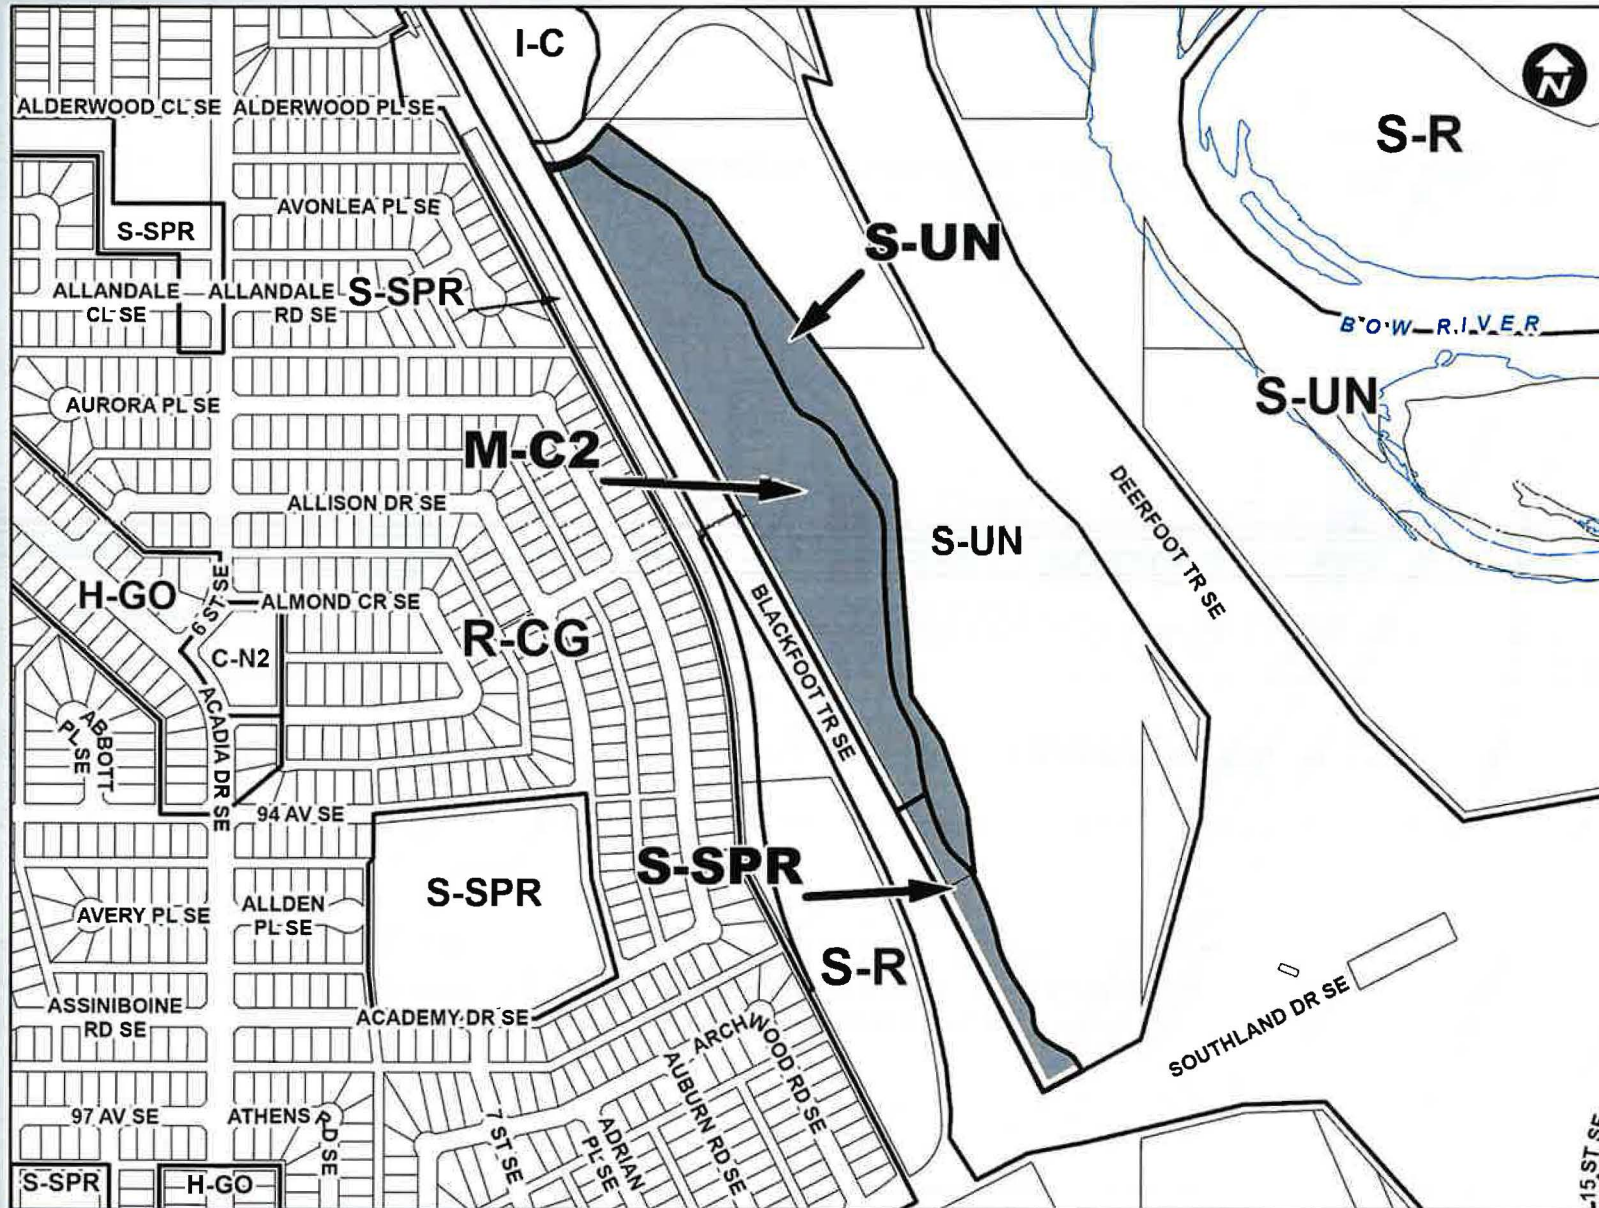 I-C
N
S-R
ALDERWOOD CL SE
ALDERWOOD PL SE
AVONLEA PL SE
S-SPR
S-UN
ALLANDALE
CL SE
ALLANDALE
RD SE
S-SPR
BOW RIVER
S-UN
AURORA PL SE
M-C2
ALLISON DR SE
DEERFOOT TR SE
S-UN
H-GO
6 ST SE
ALMOND CR SE
R-CG
C-N2
BLACKFOOT TR SE
ABBOTT
PL SE
ACADIA DR SE
94 AV SE
S-SPR
S-SPR
AVERY PL SE
ALLDEN
PL SE
S-R
ASSINIBOINE
RD SE
ACADEMY DR SE
SOUTHLAND DR SE
ARCHWOOD RD SE
AUBURN RD SE
97 AV SE
ATHENS RD SE
7 ST SE
ADRIAN
PL SE
15 ST SE
S-SPR
H-GO